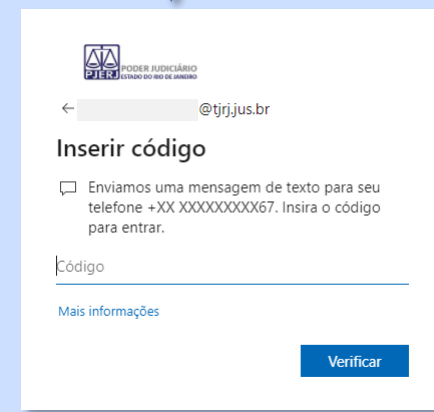 PODER JUDICIÁRIO
PJERJ ESTADO DO RIO DE JANEIRO
← @tjrj.jus.br
Inserir código
Enviamos uma mensagem de texto para seu
telefone +XX XXXXXXXXX67. Insira o código
para entrar.
Código
Mais informações
Verificar